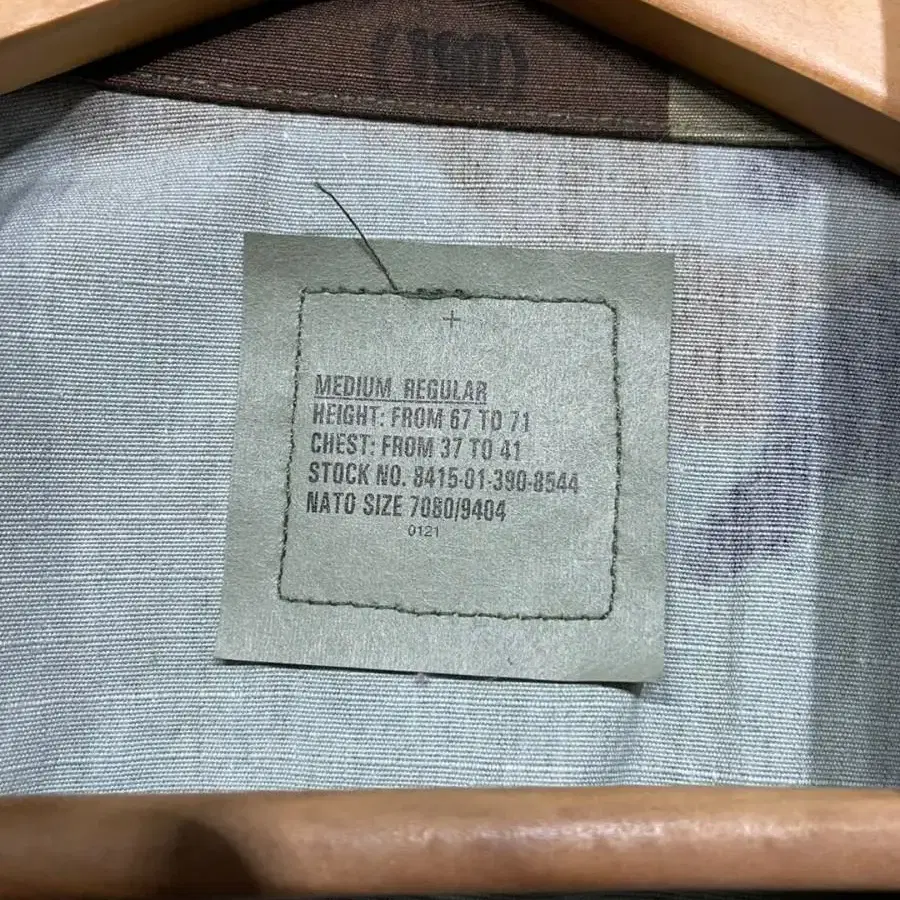 MEDIUM REGULAR
HEIGHT: FROM 67 TO 71
CHEST: FROM 37 TO 41
STOCK NO. 8415-01-390-8544
NATO SIZE 7080/9404
0121